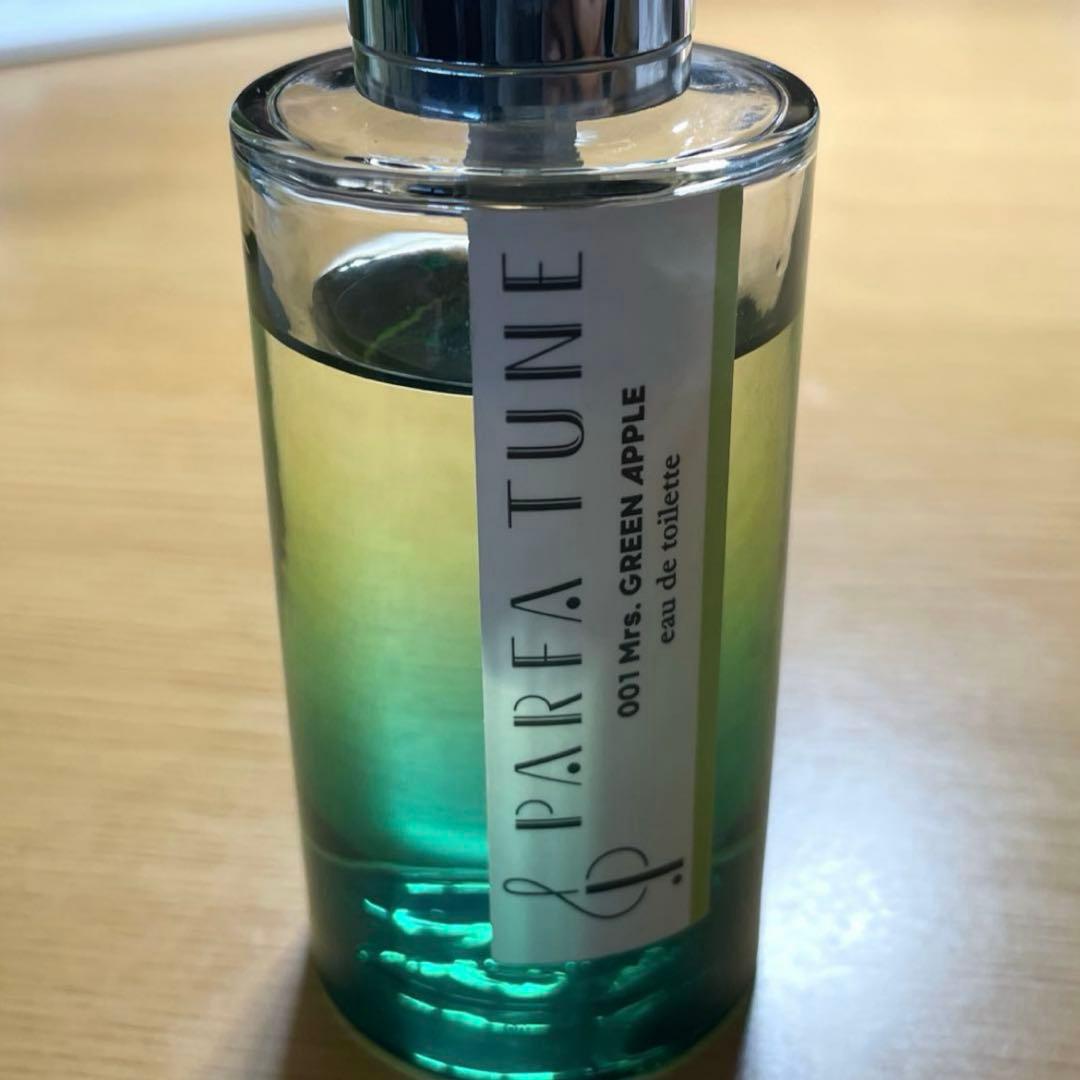 PARFA TUNE
001 Mrs. GREEN APPLE
eau de toilette